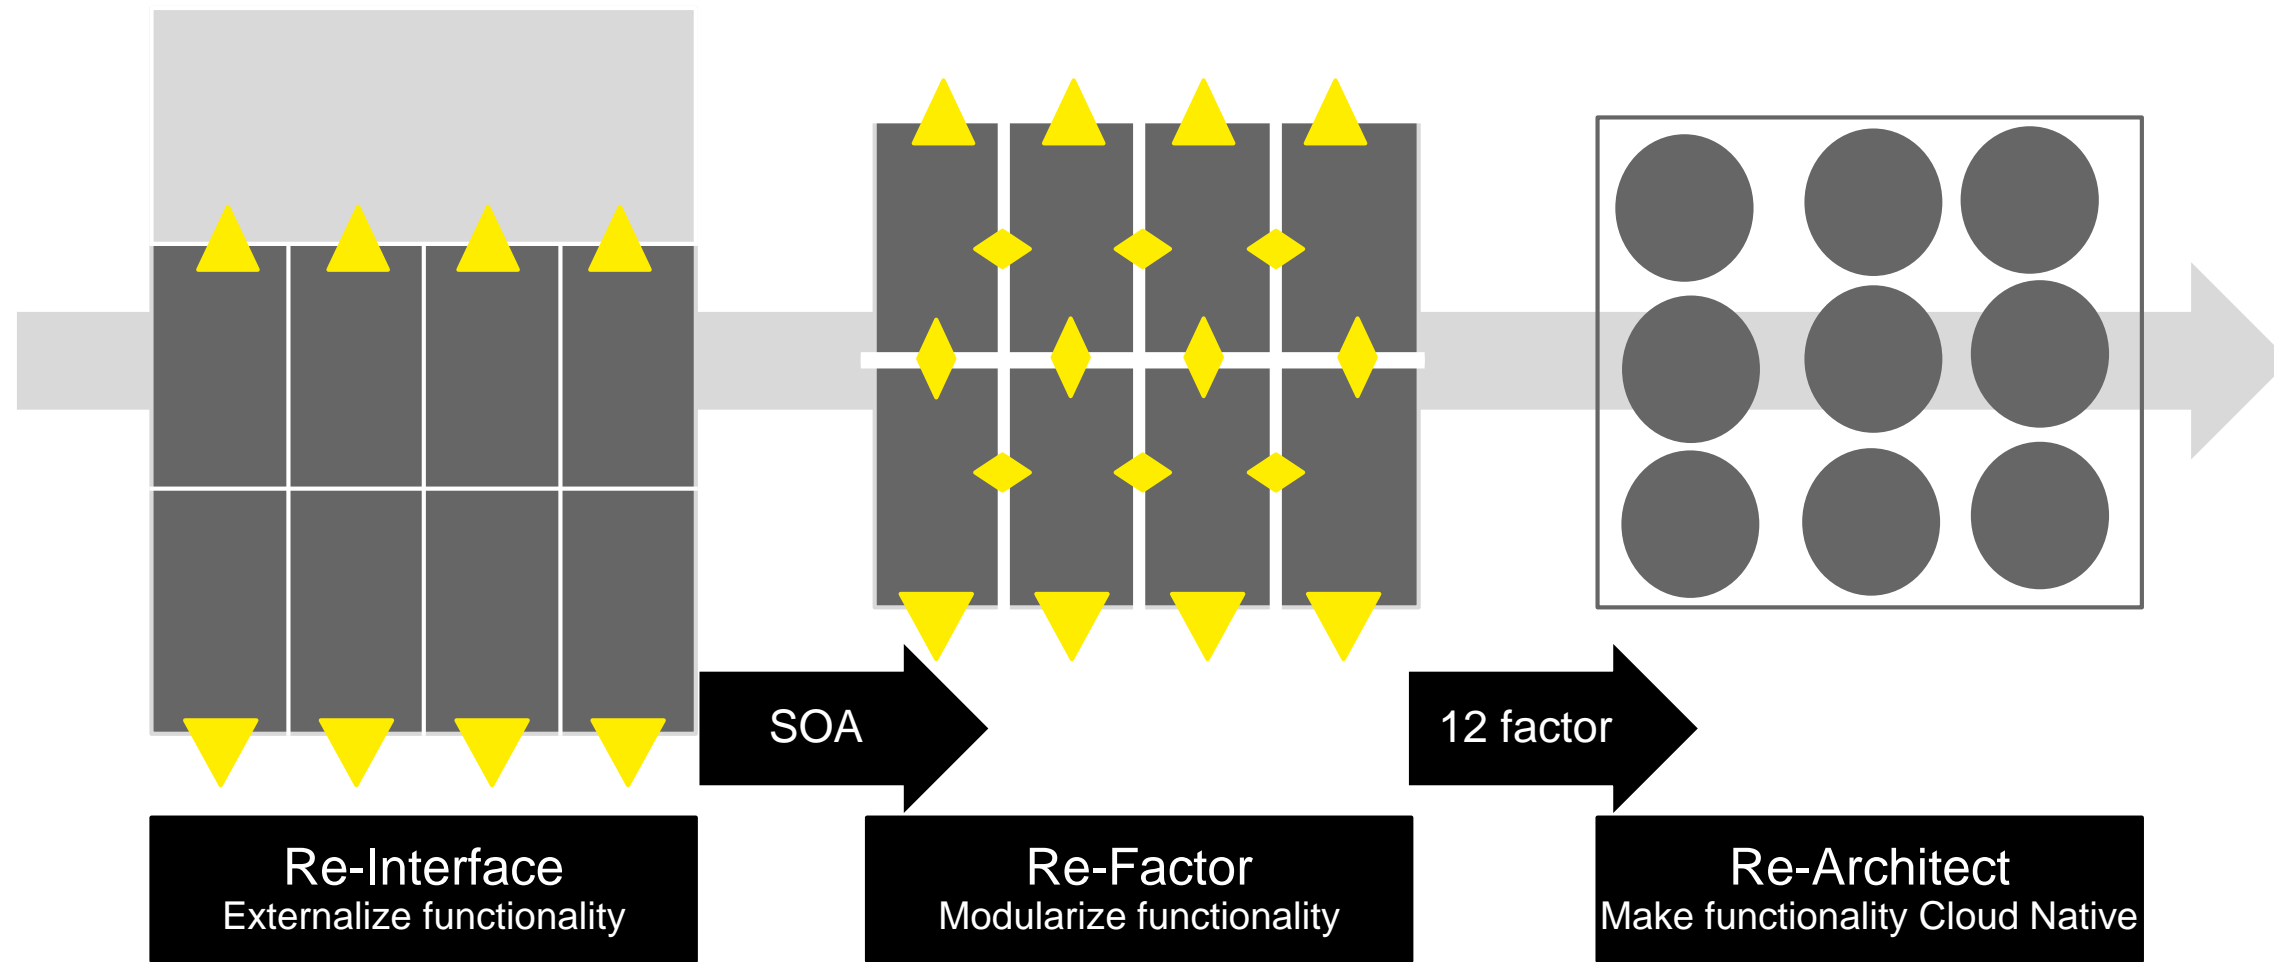 SOA
12 factor
Re-Interface
Externalize functionality
Re-Factor
Modularize functionality
Re-Architect
Make functionality Cloud Native